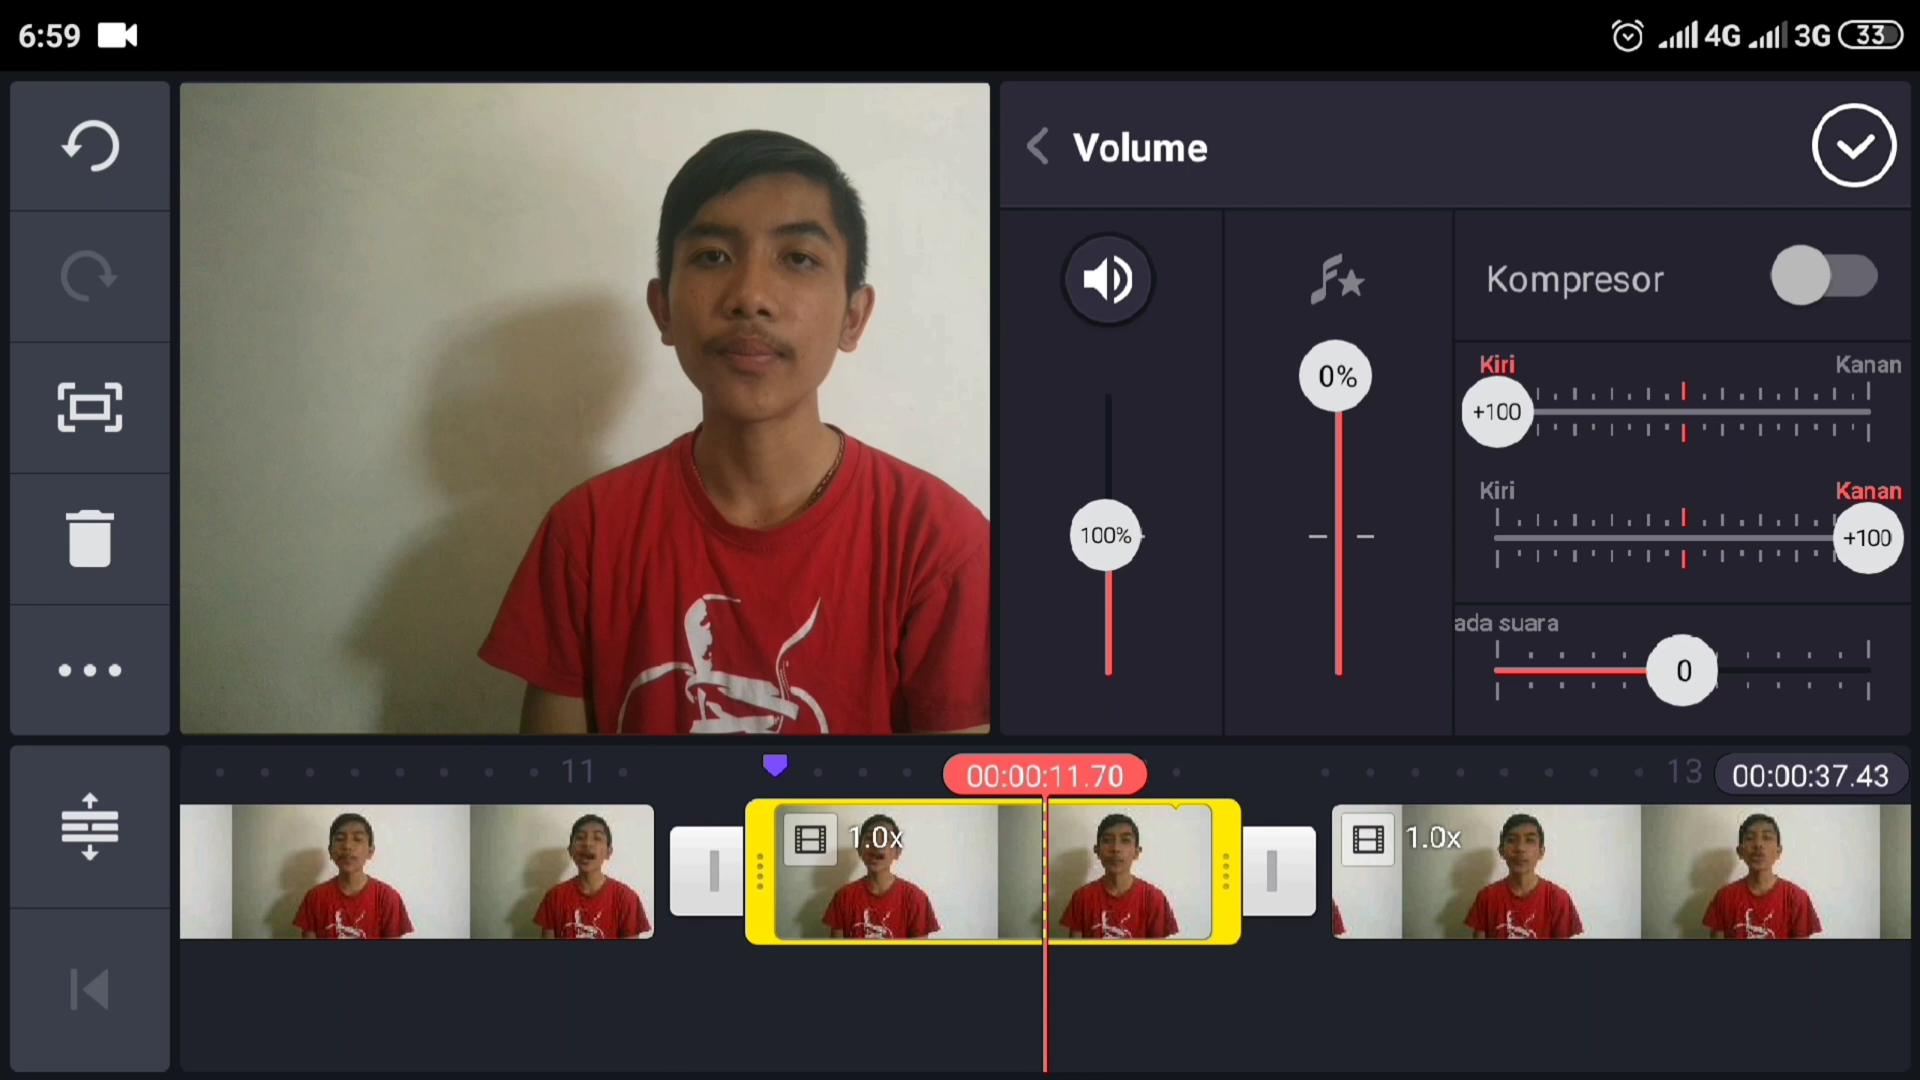 6:59
4G 3G 33
Volume
Kompresor
0%
Kiri Kanan
+100
100%
Kiri Kanan
+100
ada suara
0
11
00:00:11.70
13
00:00:37.43
1.0x
1.0x